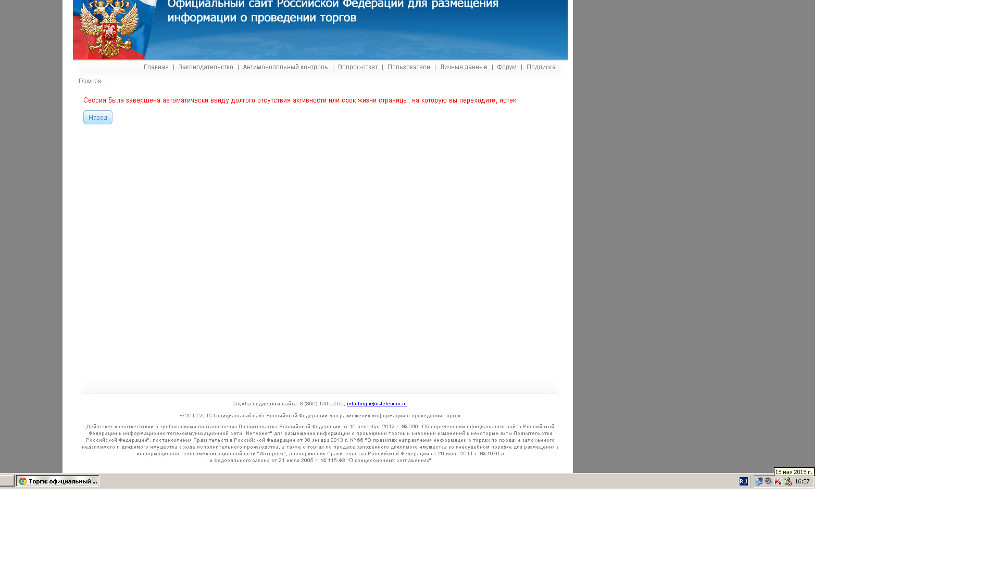 Официальный сайт Российской Федерации для размещения
информации о проведении торгов
Главная | Законодательство | Антимонопольный контроль | Вопрос-ответ | Пользователи | Личные данные | Форум | Подписка
Главная |
Сессия была завершена автоматически ввиду долгого отсутствия активности или срок жизни страницы, на которую вы переходите, истек.
Назад
Служба поддержки сайта: 8 (800) 100-99-99, info-torgi@rostelecom.ru
© 2010-2015 Официальный сайт Российской Федерации для размещения информации о проведении торгов
Действует в соответствии с требованиями постановления Правительства Российской Федерации от 10 сентября 2012 г. № 909 "Об определении официального сайта Российской
Федерации в информационно-телекоммуникационной сети "Интернет" для размещения информации о проведении торгов и внесении изменений в некоторые акты Правительства
Российской Федерации", постановления Правительства Российской Федерации от 30 января 2013 г. № 66 "О правилах направления информации о торгах по продаже заложенного
недвижимого и движимого имущества в ходе исполнительного производства, а также о торгах по продаже заложенного движимого имущества во внесудебном порядке для размещения в
информационно-телекоммуникационной сети "Интернет", распоряжения Правительства Российской Федерации от 29 июня 2011 г. № 1076-р
и Федерального закона от 21 июля 2005 г. № 115-ФЗ "О концессионных соглашениях"
15 мая 2015 г.
Торги: официальный ...
RU
16:57